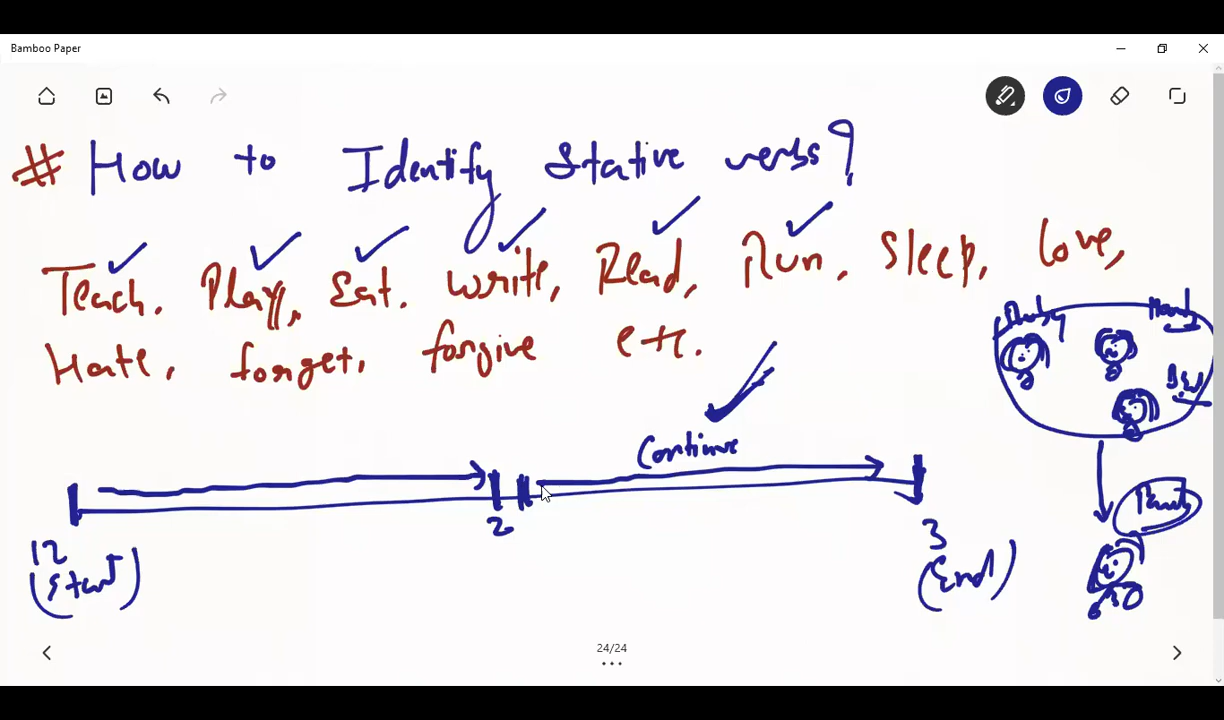 Bamboo Paper
# How to Identify Stative verbs?
Teach. Play, Eat. write, Read, Run, Sleep, love,
Hate, forget, forgive etc.
Continue
2
12
(Start)
3
(End)
24/24